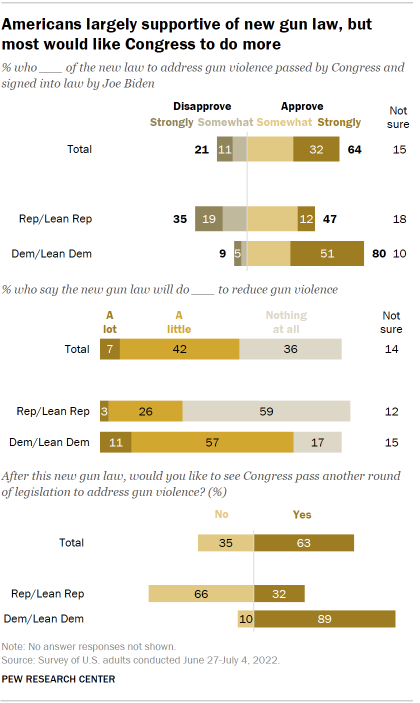 Americans largely supportive of new gun law, but
most would like Congress to do more
% who ___ of the new law to address gun violence passed by Congress and
signed into law by Joe Biden
Disapprove Approve
Strongly Somewhat Somewhat Strongly Not sure
Total 21 11 32 64 15
Rep/Lean Rep 35 19 12 47 18
Dem/Lean Dem 9 5 51 80 10
% who say the new gun law will do ___ to reduce gun violence
A lot A little Nothing at all Not sure
Total 7 42 36 14
Rep/Lean Rep 3 26 59 12
Dem/Lean Dem 11 57 17 15
After this new gun law, would you like to see Congress pass another round
of legislation to address gun violence? (%)
No Yes
Total 35 63
Rep/Lean Rep 66 32
Dem/Lean Dem 10 89
Note: No answer responses not shown.
Source: Survey of U.S. adults conducted June 27-July 4, 2022.
PEW RESEARCH CENTER